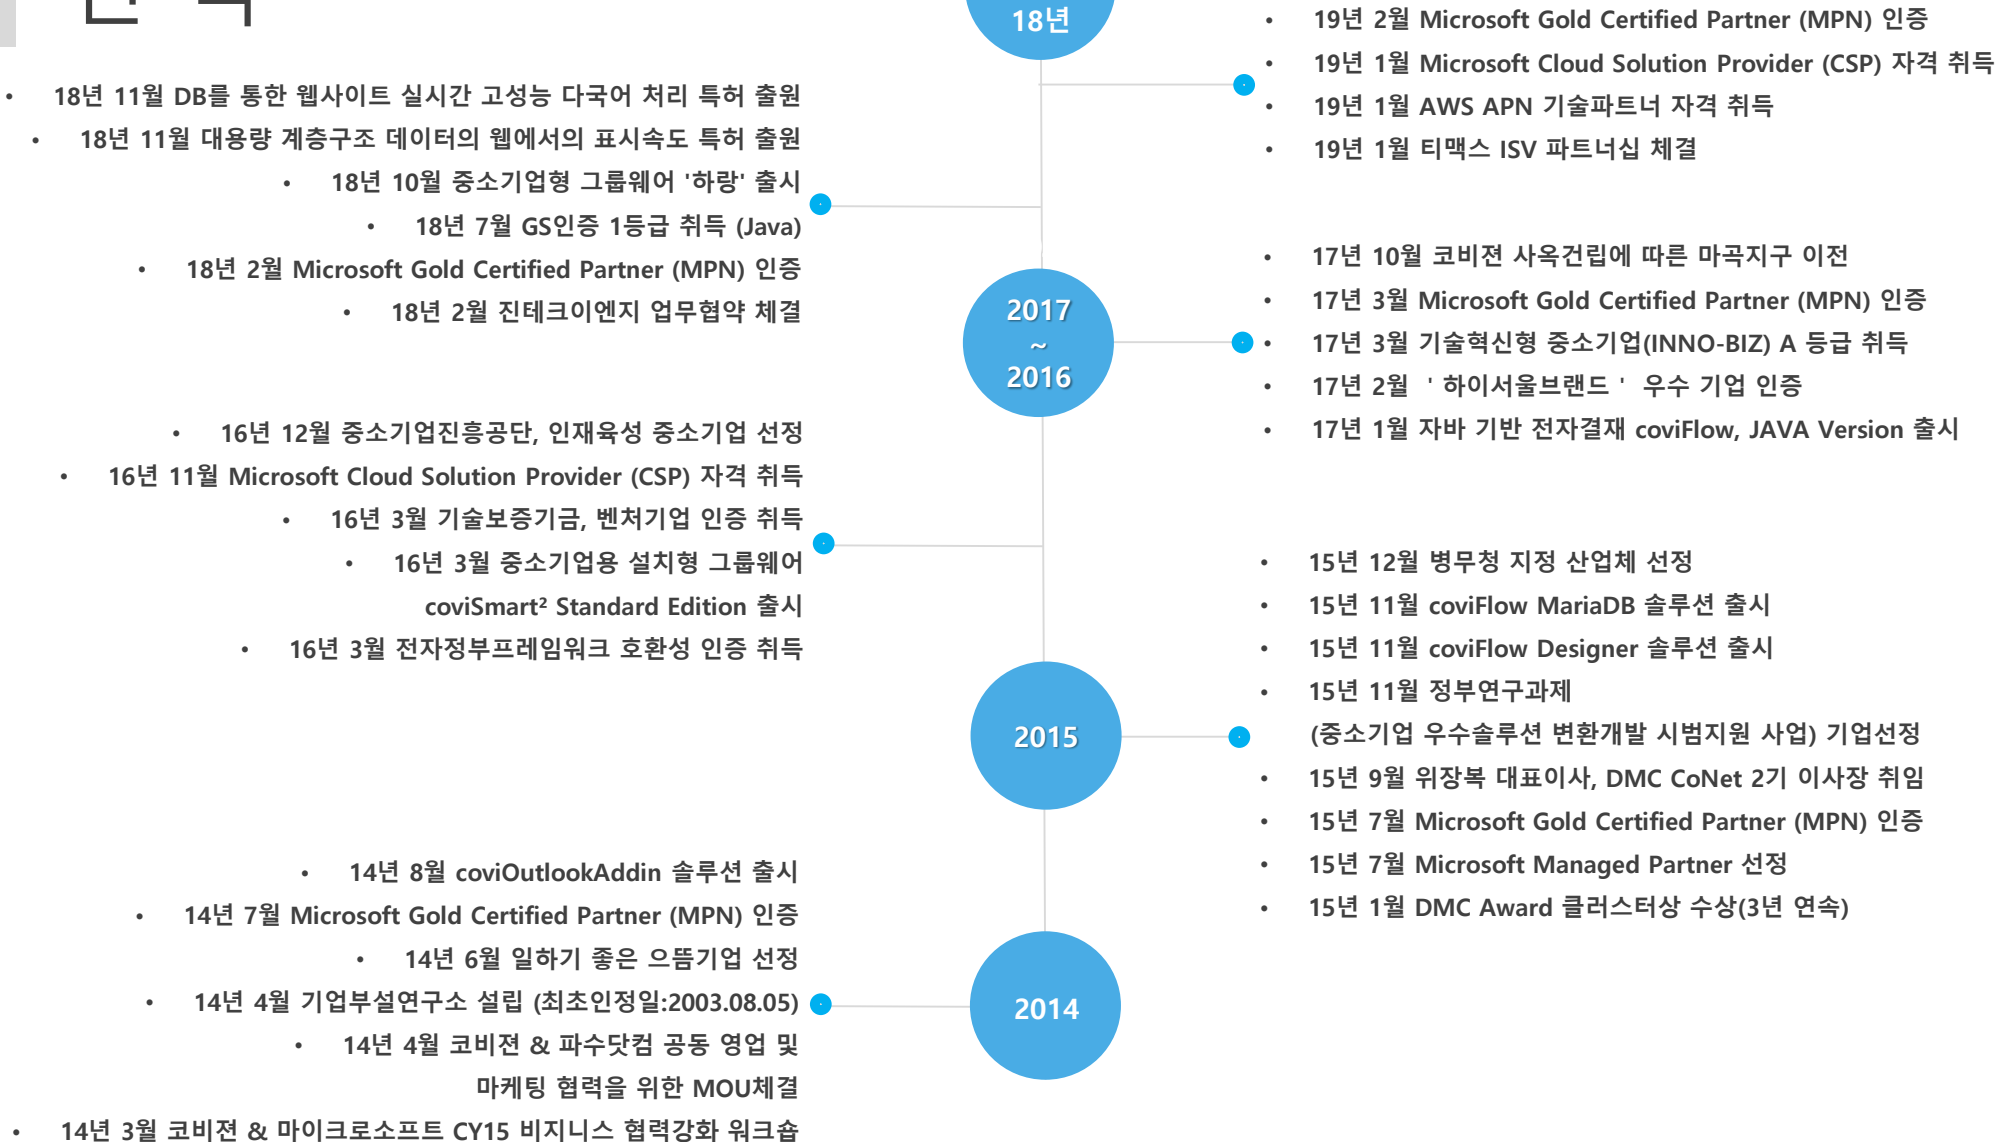 18년
19년 2월 Microsoft Gold Certified Partner (MPN) 인증
19년 1월 Microsoft Cloud Solution Provider (CSP) 자격 취득
19년 1월 AWS APN 기술파트너 자격 취득
19년 1월 티맥스 ISV 파트너십 체결
18년 11월 DB를 통한 웹사이트 실시간 고성능 다국어 처리 특허 출원
18년 11월 대용량 계층구조 데이터의 웹에서의 표시속도 특허 출원
18년 10월 중소기업형 그룹웨어 '하랑' 출시
18년 7월 GS인증 1등급 취득 (Java)
18년 2월 Microsoft Gold Certified Partner (MPN) 인증
18년 2월 진테크이엔지 업무협약 체결
2017
~
2016
17년 10월 코비젼 사옥건립에 따른 마곡지구 이전
17년 3월 Microsoft Gold Certified Partner (MPN) 인증
17년 3월 기술혁신형 중소기업(INNO-BIZ) A 등급 취득
17년 2월 ' 하이서울브랜드 ' 우수 기업 인증
17년 1월 자바 기반 전자결재 coviFlow, JAVA Version 출시
16년 12월 중소기업진흥공단, 인재육성 중소기업 선정
16년 11월 Microsoft Cloud Solution Provider (CSP) 자격 취득
16년 3월 기술보증기금, 벤처기업 인증 취득
16년 3월 중소기업용 설치형 그룹웨어
coviSmart² Standard Edition 출시
16년 3월 전자정부프레임워크 호환성 인증 취득
2015
15년 12월 병무청 지정 산업체 선정
15년 11월 coviFlow MariaDB 솔루션 출시
15년 11월 coviFlow Designer 솔루션 출시
15년 11월 정부연구과제
(중소기업 우수솔루션 변환개발 시범지원 사업) 기업선정
15년 9월 위장복 대표이사, DMC CoNet 2기 이사장 취임
15년 7월 Microsoft Gold Certified Partner (MPN) 인증
15년 7월 Microsoft Managed Partner 선정
15년 1월 DMC Award 클러스터상 수상(3년 연속)
2014
14년 8월 coviOutlookAddin 솔루션 출시
14년 7월 Microsoft Gold Certified Partner (MPN) 인증
14년 6월 일하기 좋은 으뜸기업 선정
14년 4월 기업부설연구소 설립 (최초인정일:2003.08.05)
14년 4월 코비젼 & 파수닷컴 공동 영업 및
마케팅 협력을 위한 MOU체결
14년 3월 코비젼 & 마이크로소프트 CY15 비지니스 협력강화 워크숍